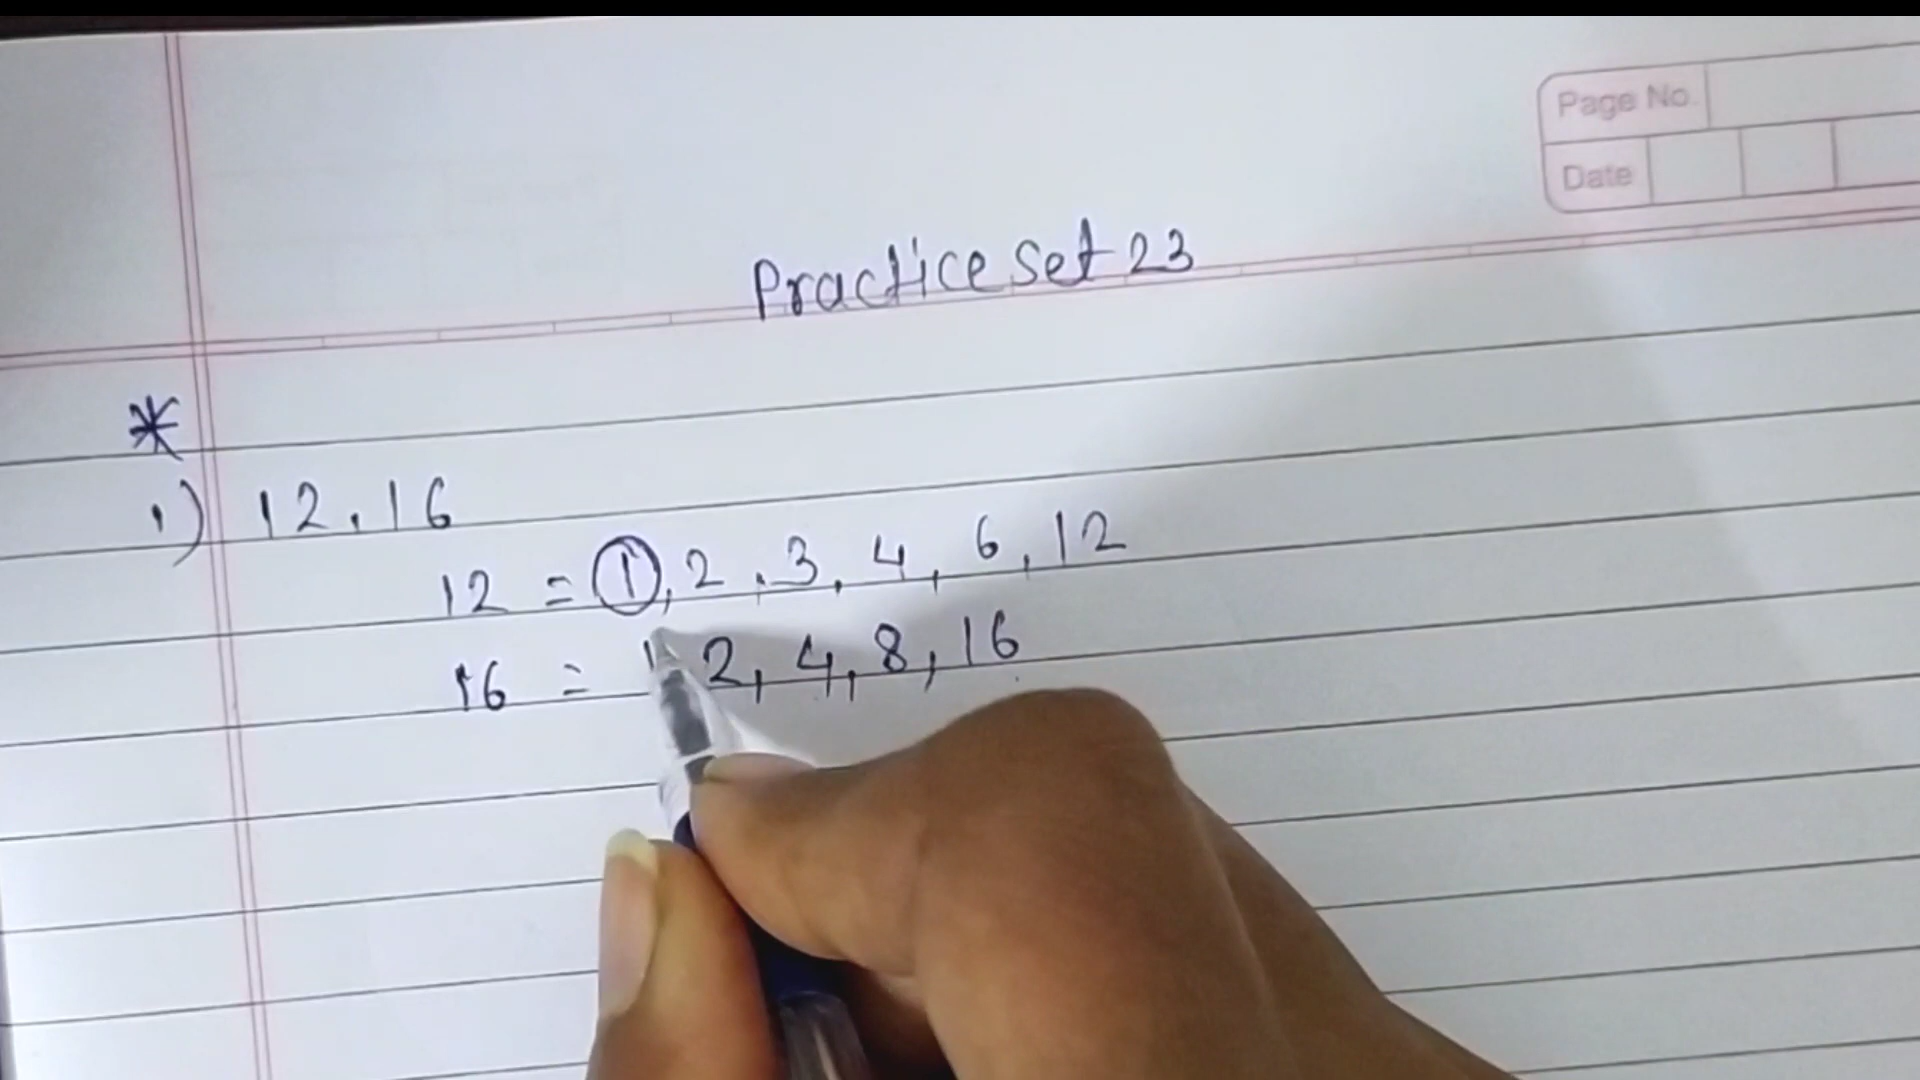 Page No.
Date
Practice Set 23
*
1) 12, 16
12 = 1, 2, 3, 4, 6, 12
16 = 1 2, 4, 8, 16